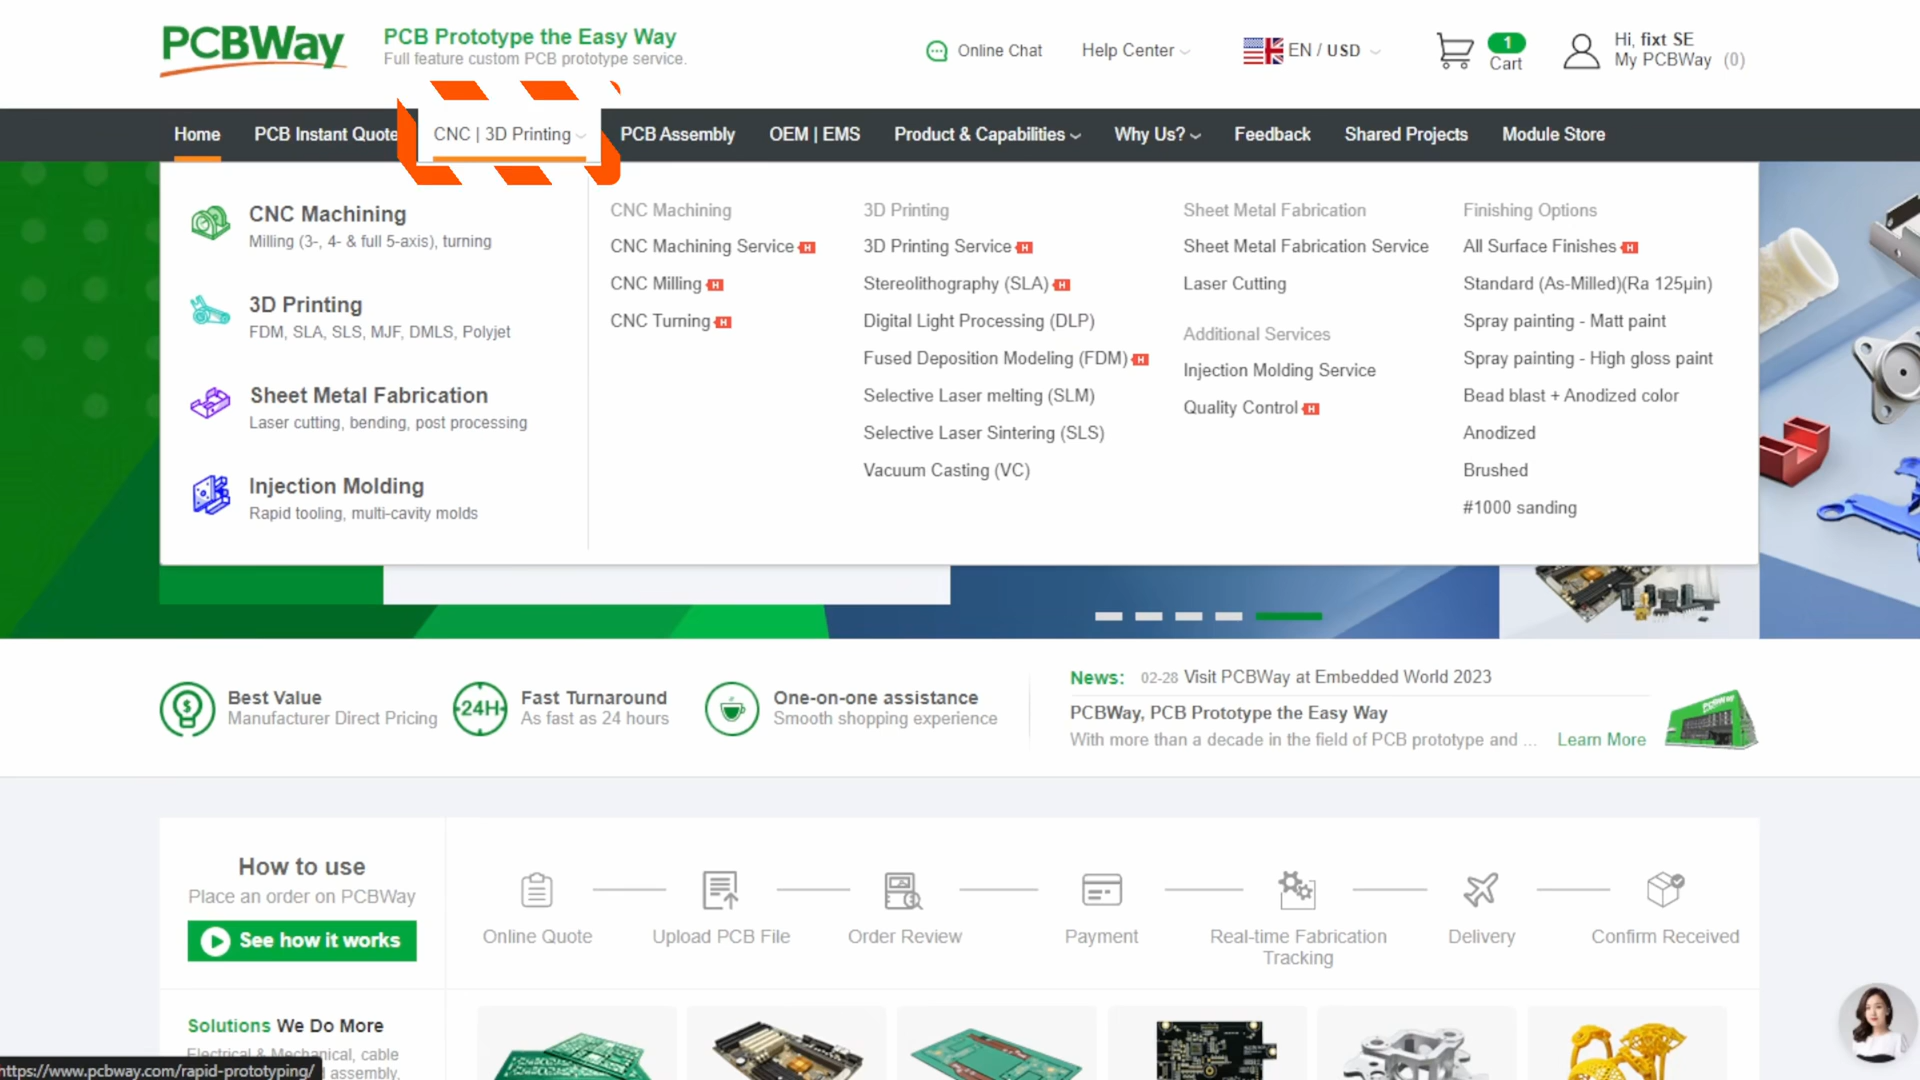 PCBWay
PCB Prototype the Easy Way
Full feature custom PCB prototype service.
Online Chat
Help Center
EN / USD
1
Cart
Hi, fixt SE
My PCBWay (0)
Home
PCB Instant Quote
CNC | 3D Printing
PCB Assembly
OEM | EMS
Product & Capabilities
Why Us?
Feedback
Shared Projects
Module Store
CNC Machining
Milling (3-, 4- & full 5-axis), turning
3D Printing
FDM, SLA, SLS, MJF, DMLS, Polyjet
Sheet Metal Fabrication
Laser cutting, bending, post processing
Injection Molding
Rapid tooling, multi-cavity molds
CNC Machining
CNC Machining Service H
CNC Milling H
CNC Turning H
3D Printing
3D Printing Service H
Stereolithography (SLA) H
Digital Light Processing (DLP)
Fused Deposition Modeling (FDM) H
Selective Laser melting (SLM)
Selective Laser Sintering (SLS)
Vacuum Casting (VC)
Sheet Metal Fabrication
Sheet Metal Fabrication Service
Laser Cutting
Additional Services
Injection Molding Service
Quality Control H
Finishing Options
All Surface Finishes H
Standard (As-Milled)(Ra 125µin)
Spray painting - Matt paint
Spray painting - High gloss paint
Bead blast + Anodized color
Anodized
Brushed
#1000 sanding
Best Value
Manufacturer Direct Pricing
24H
Fast Turnaround
As fast as 24 hours
One-on-one assistance
Smooth shopping experience
News: 02-28 Visit PCBWay at Embedded World 2023
PCBWay, PCB Prototype the Easy Way
With more than a decade in the field of PCB prototype and ... Learn More
PCBWay
How to use
Place an order on PCBWay
See how it works
Online Quote
Upload PCB File
Order Review
Payment
Real-time Fabrication
Tracking
Delivery
Confirm Received
Solutions We Do More
Electrical & Mechanical, cable
assembly,
https://www.pcbway.com/rapid-prototyping/